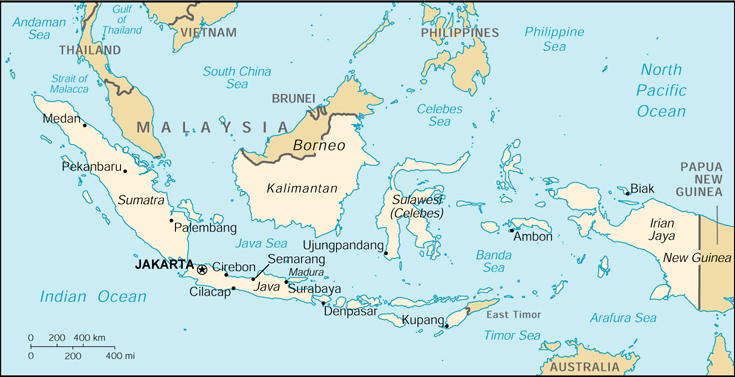 Andaman
Sea
Gulf
of
Thailand
VIETNAM
PHILIPPINES
Philippine
Sea
THAILAND
Strait of
Malacca
South China
Sea
North
Pacific
Ocean
BRUNEI
Celebes
Sea
Medan
MALAYSIA
Borneo
Pekanbaru
Kalimantan
PAPUA
NEW
GUINEA
Biak
Sumatra
Sulawesi
(Celebes)
Palembang
Irian
Jaya
Java Sea
Ujungpandang
Ambon
Banda
Sea
New Guinea
JAKARTA
Cirebon
Semarang
Madura
Java
Surabaya
Cilacap
Indian Ocean
Denpasar
Kupang
East Timor
Timor Sea
Arafura Sea
0 200 400 km
0 200 400 mi
AUSTRALIA